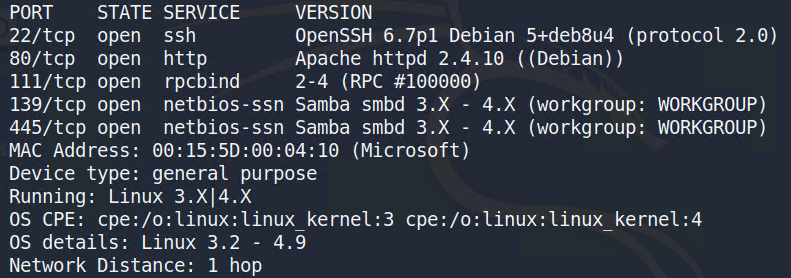 PORT    STATE SERVICE     VERSION
22/tcp  open  ssh         OpenSSH 6.7p1 Debian 5+deb8u4 (protocol 2.0)
80/tcp  open  http        Apache httpd 2.4.10 ((Debian))
111/tcp open  rpcbind     2-4 (RPC #100000)
139/tcp open  netbios-ssn Samba smbd 3.X - 4.X (workgroup: WORKGROUP)
445/tcp open  netbios-ssn Samba smbd 3.X - 4.X (workgroup: WORKGROUP)
MAC Address: 00:15:5D:00:04:10 (Microsoft)
Device type: general purpose
Running: Linux 3.X|4.X
OS CPE: cpe:/o:linux:linux_kernel:3 cpe:/o:linux:linux_kernel:4
OS details: Linux 3.2 - 4.9
Network Distance: 1 hop